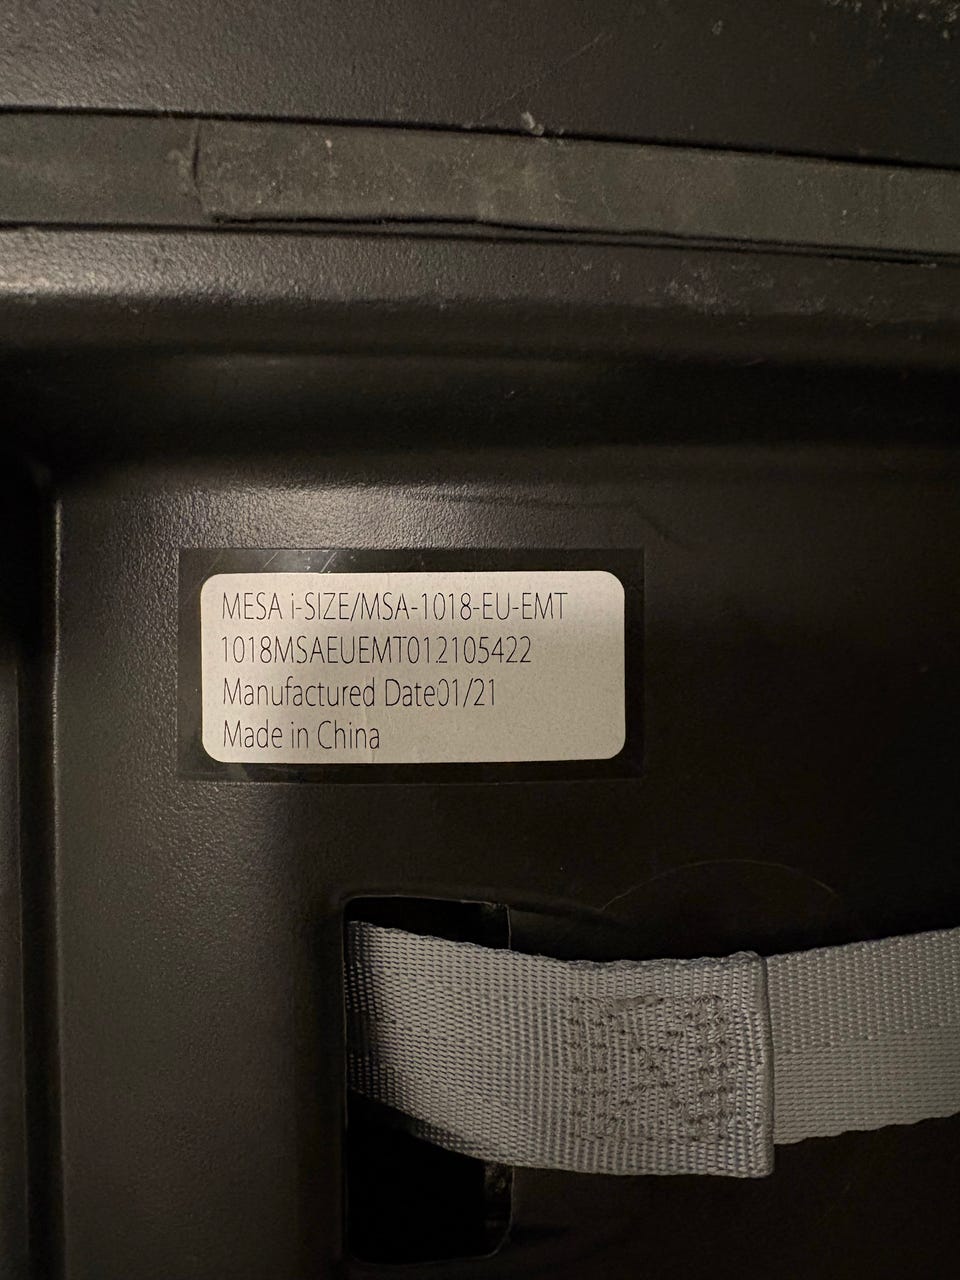 MESA i-SIZE/MSA-1018-EU-EMT
1018MSAEUEMT012105422
Manufactured Date01/21
Made in China